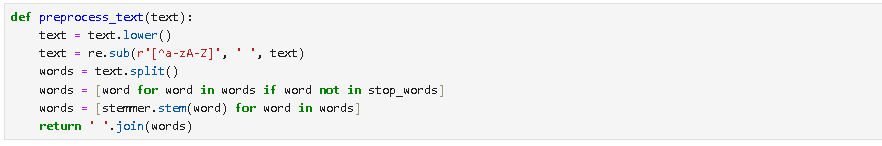 def preprocess_text(text):
    text = text.lower()
    text = re.sub(r'[^a-zA-Z]', ' ', text)
    words = text.split()
    words = [word for word in words if word not in stop_words]
    words = [stemmer.stem(word) for word in words]
    return ' '.join(words)